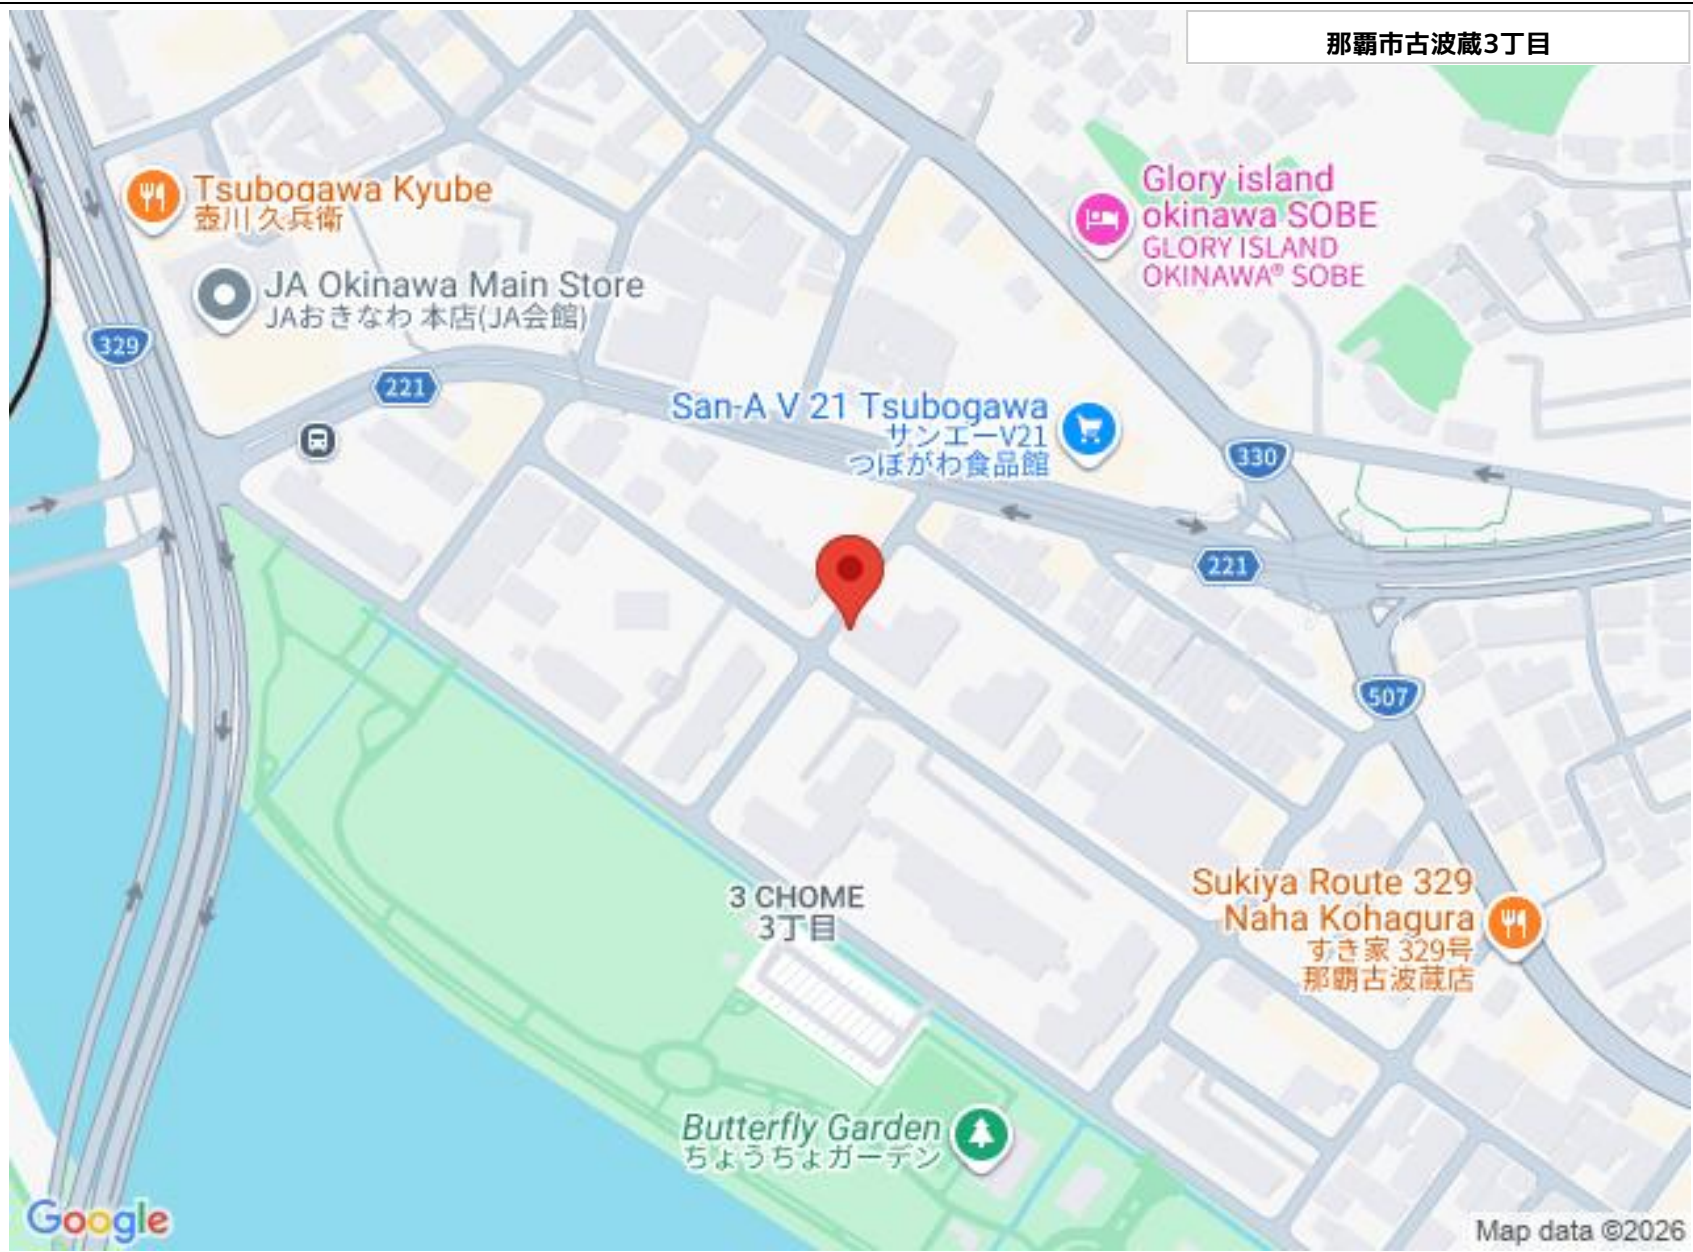 那覇市古波蔵3丁目
Glory island
okinawa SOBE
GLORY ISLAND
OKINAWA® SOBE
Tsubogawa Kyube
壺川 久兵衛
JA Okinawa Main Store
JAおきなわ 本店(JA会館)
329
221
San-A V 21 Tsubogawa
サンエーV21
つぼがわ食品館
330
221
507
3 CHOME
3丁目
Sukiya Route 329
Naha Kohagura
すき家 329号
那覇古波蔵店
Butterfly Garden
ちょうちょガーデン
Google
Map data ©2026